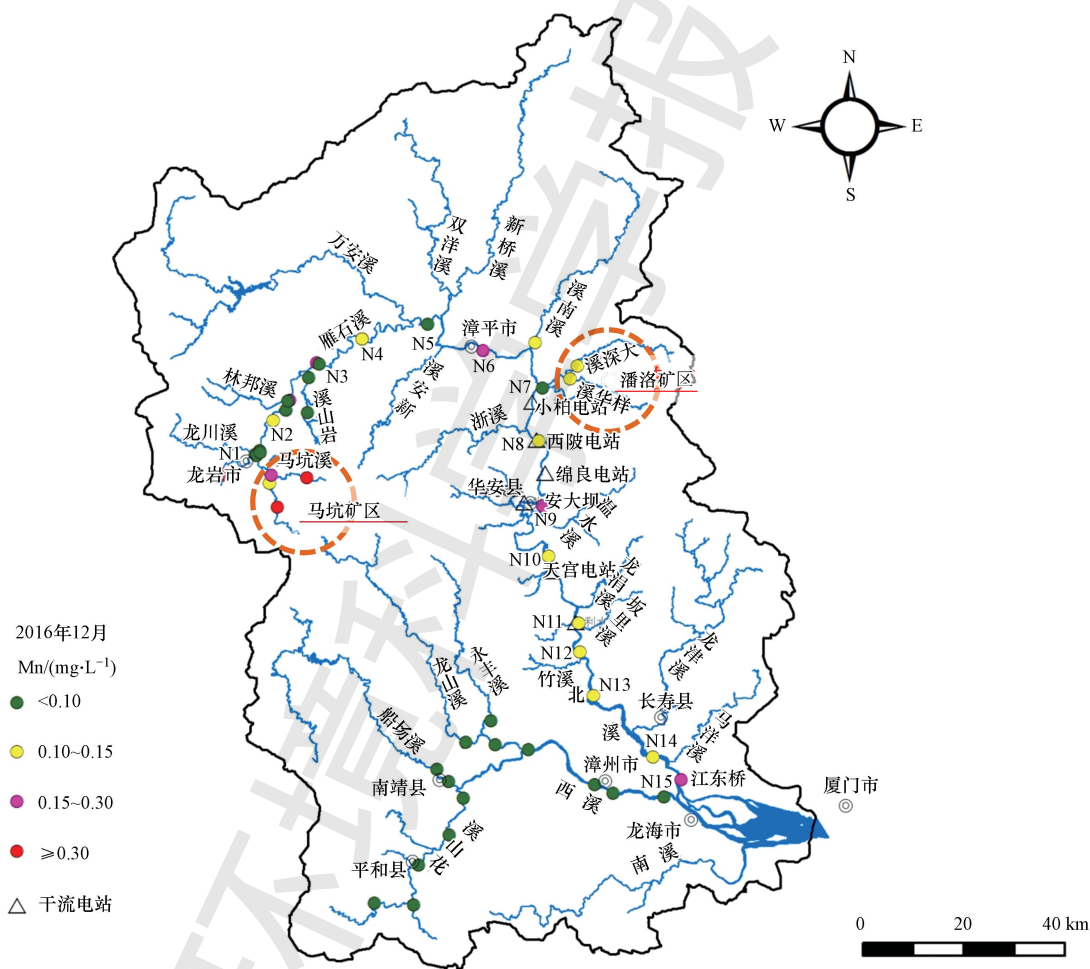 N
W
E
S
双洋溪
新桥溪
万安溪
溪南溪
雁石溪
漳平市
N4
N5
N6
溪深大
N3
N7
潘洛矿区
林邦溪
溪安新
溪华样
小柏电站
溪山岩
浙溪
N2
龙川溪
N8
西陂电站
N1
马坑溪
龙岩市
绵良电站
华安县
安大坝
温水溪
马坑矿区
N9
N10
天宫电站
龙涓溪
坂里溪
N11
N12
竹溪
龙津溪
永丰溪
龙山溪
N13
北溪
长寿县
马洋溪
船场溪
N14
漳州市
N15
江东桥
南靖县
西溪
厦门市
龙海市
溪山花
平和县
南溪
2016年12月
Mn/(mg·L⁻¹)
<0.10
0.10~0.15
0.15~0.30
≥0.30
干流电站
0
20
40 km
环境科学学报